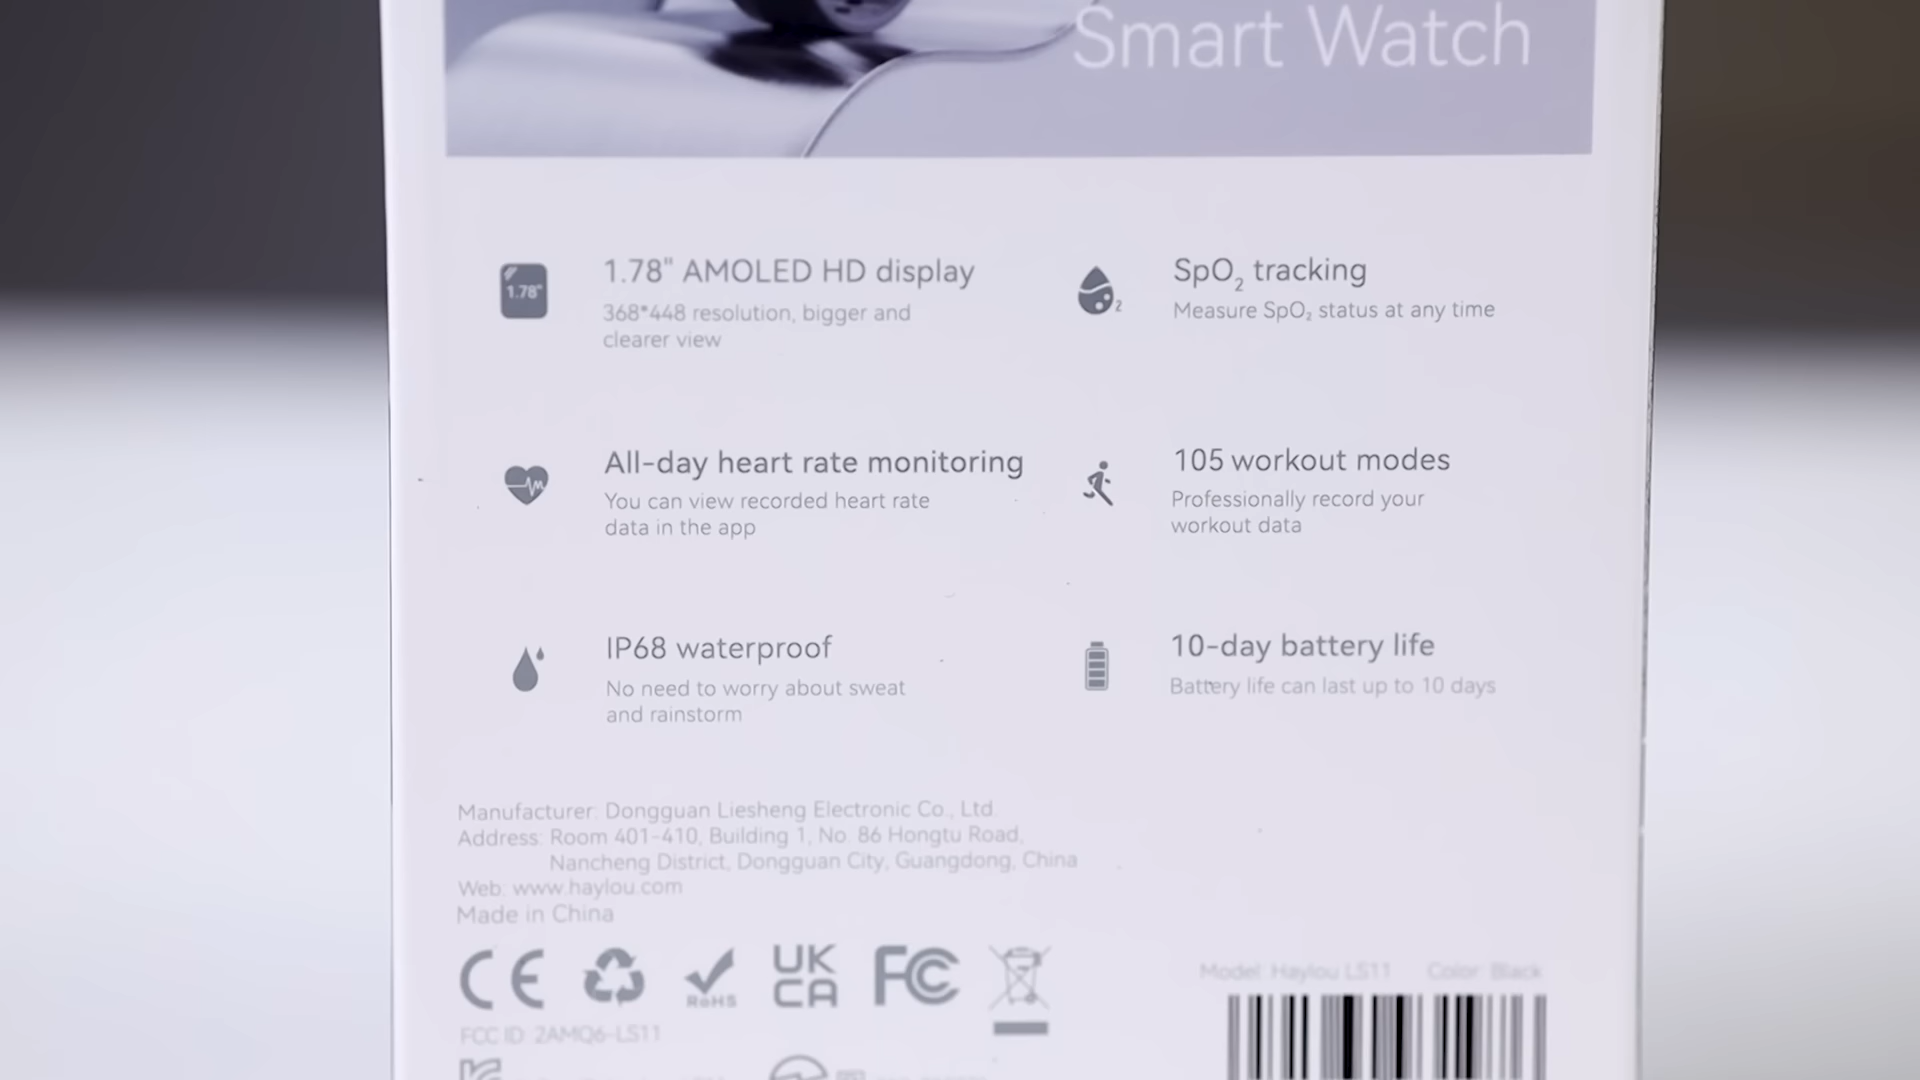 Smart Watch
1.78"
1.78" AMOLED HD display
368*448 resolution, bigger and
clearer view
2
SpO₂ tracking
Measure SpO₂ status at any time
All-day heart rate monitoring
You can view recorded heart rate
data in the app
105 workout modes
Professionally record your
workout data
IP68 waterproof
No need to worry about sweat
and rainstorm
10-day battery life
Battery life can last up to 10 days
Manufacturer: Dongguan Liesheng Electronic Co., Ltd.
Address: Room 401-410, Building 1, No. 86 Hongtu Road,
Nancheng District, Dongguan City, Guangdong, China
Web: www.haylou.com
Made in China
CE
RoHS
UK
CA
FC
Model: Haylou LS11 Color: Black
FCC ID: 2AMQ6-LS11